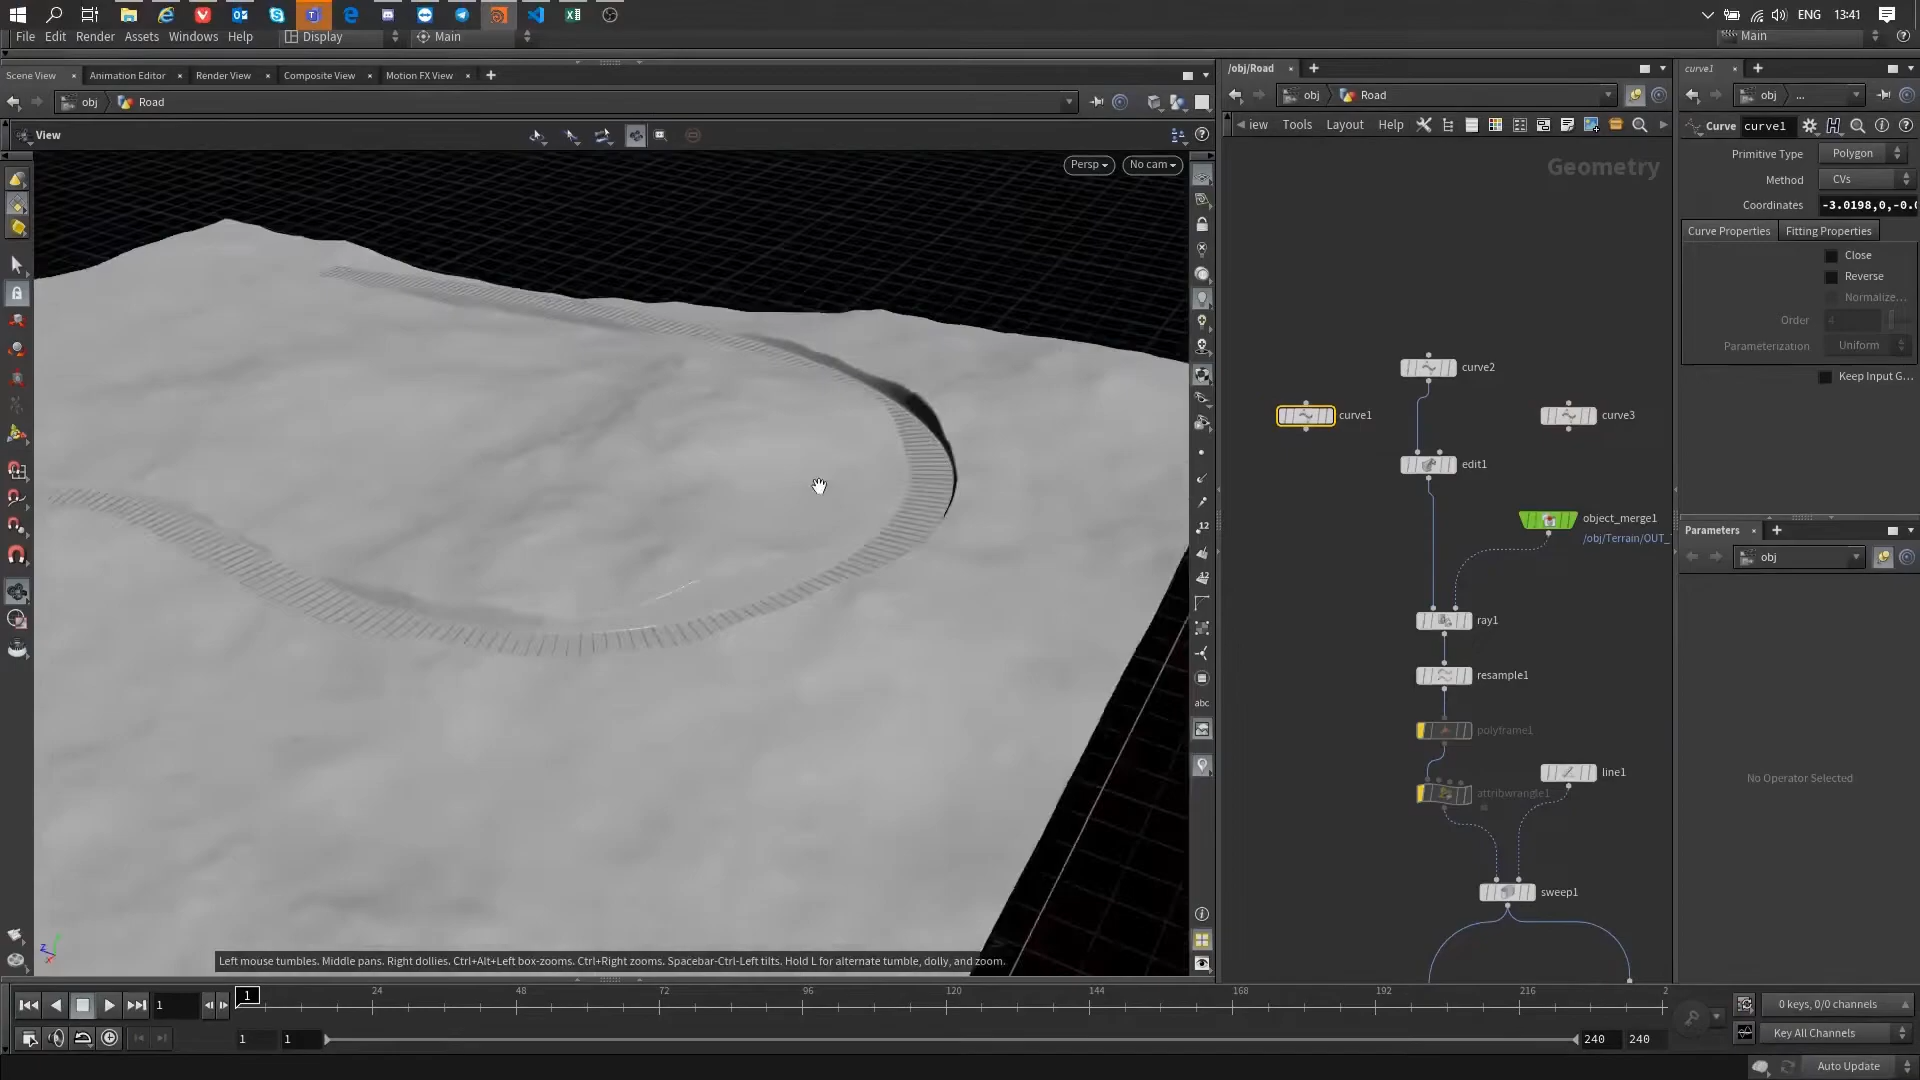 ENG
13:41
File Edit Render Assets Windows Help Display Main
Main
Scene View Animation Editor Render View Composite View Motion FX View
obj Road
View
Persp
No cam
/obj/Road
obj Road
iew Tools Layout Help
Geometry
curve2
curve1
curve3
edit1
object_merge1
/obj/Terrain/OUT_
ray1
resample1
polyframe1
line1
attribwrangle1
sweep1
curve1
obj ...
Curve curve1
Primitive Type Polygon
Method CVs
Coordinates -3.0198,0,-0.0
Curve Properties Fitting Properties
Close
Reverse
Normalize...
Order 4
Parameterization Uniform
Keep Input G...
Parameters
obj
No Operator Selected
12
12
abc
Left mouse tumbles. Middle pans. Right dollies. Ctrl+Alt+Left box-zooms. Ctrl+Right zooms. Spacebar-Ctrl-Left tilts. Hold L for alternate tumble, dolly, and zoom.
z
1
1 24 48 72 96 120 144 168 192 216 2
0 keys, 0/0 channels
1 1 240 240
Key All Channels
Auto Update